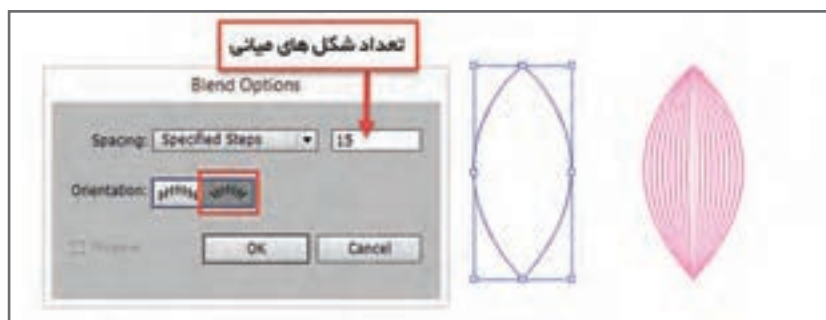 تعداد شکل های میانی
Blend Options
Spacing: Specified Steps 15
Orientation:
OK Cancel